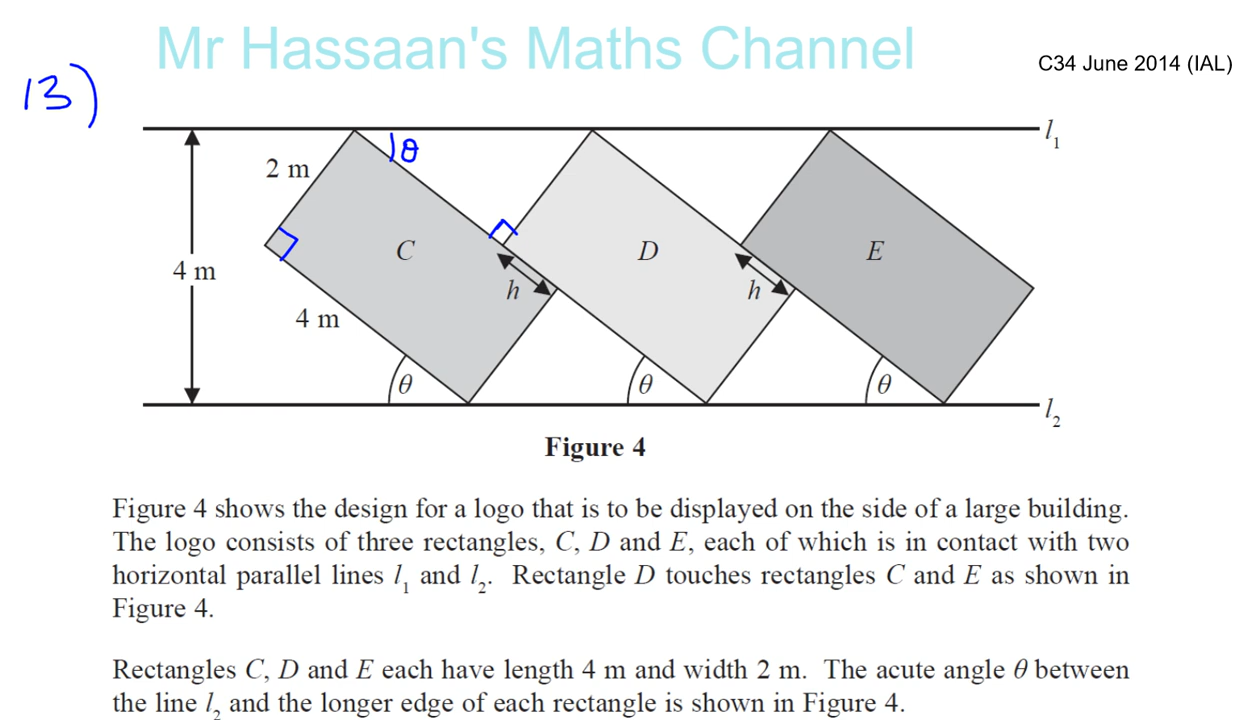 Mr Hassaan's Maths Channel
C34 June 2014 (IAL)
13)
l₁
θ
2 m
C
D
E
4 m
h
h
4 m
θ
θ
θ
l₂
Figure 4
Figure 4 shows the design for a logo that is to be displayed on the side of a large building.
The logo consists of three rectangles, C, D and E, each of which is in contact with two
horizontal parallel lines l₁ and l₂. Rectangle D touches rectangles C and E as shown in
Figure 4.
Rectangles C, D and E each have length 4 m and width 2 m. The acute angle θ between
the line l₂ and the longer edge of each rectangle is shown in Figure 4.